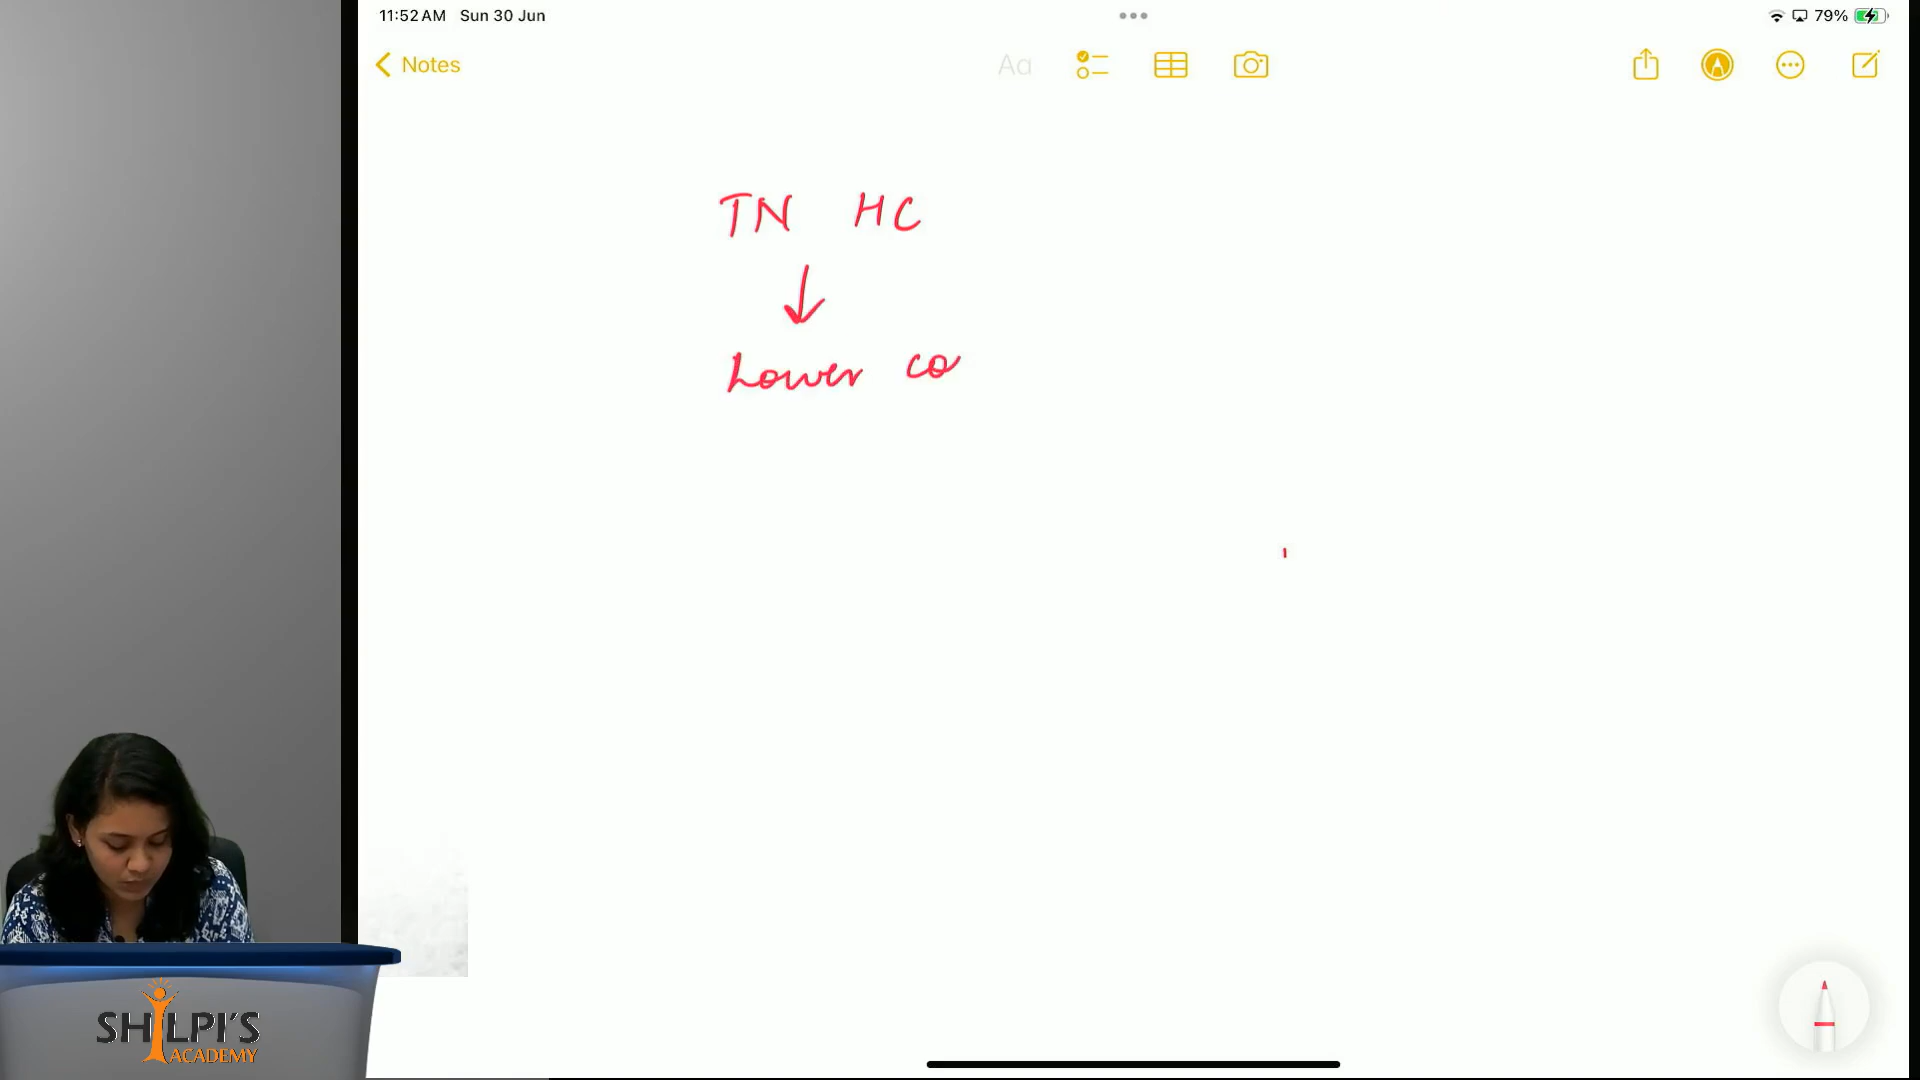 11:52 AM Sun 30 Jun
79%
Notes
Aa
TN HC
Lower co
SHILPI'S
ACADEMY